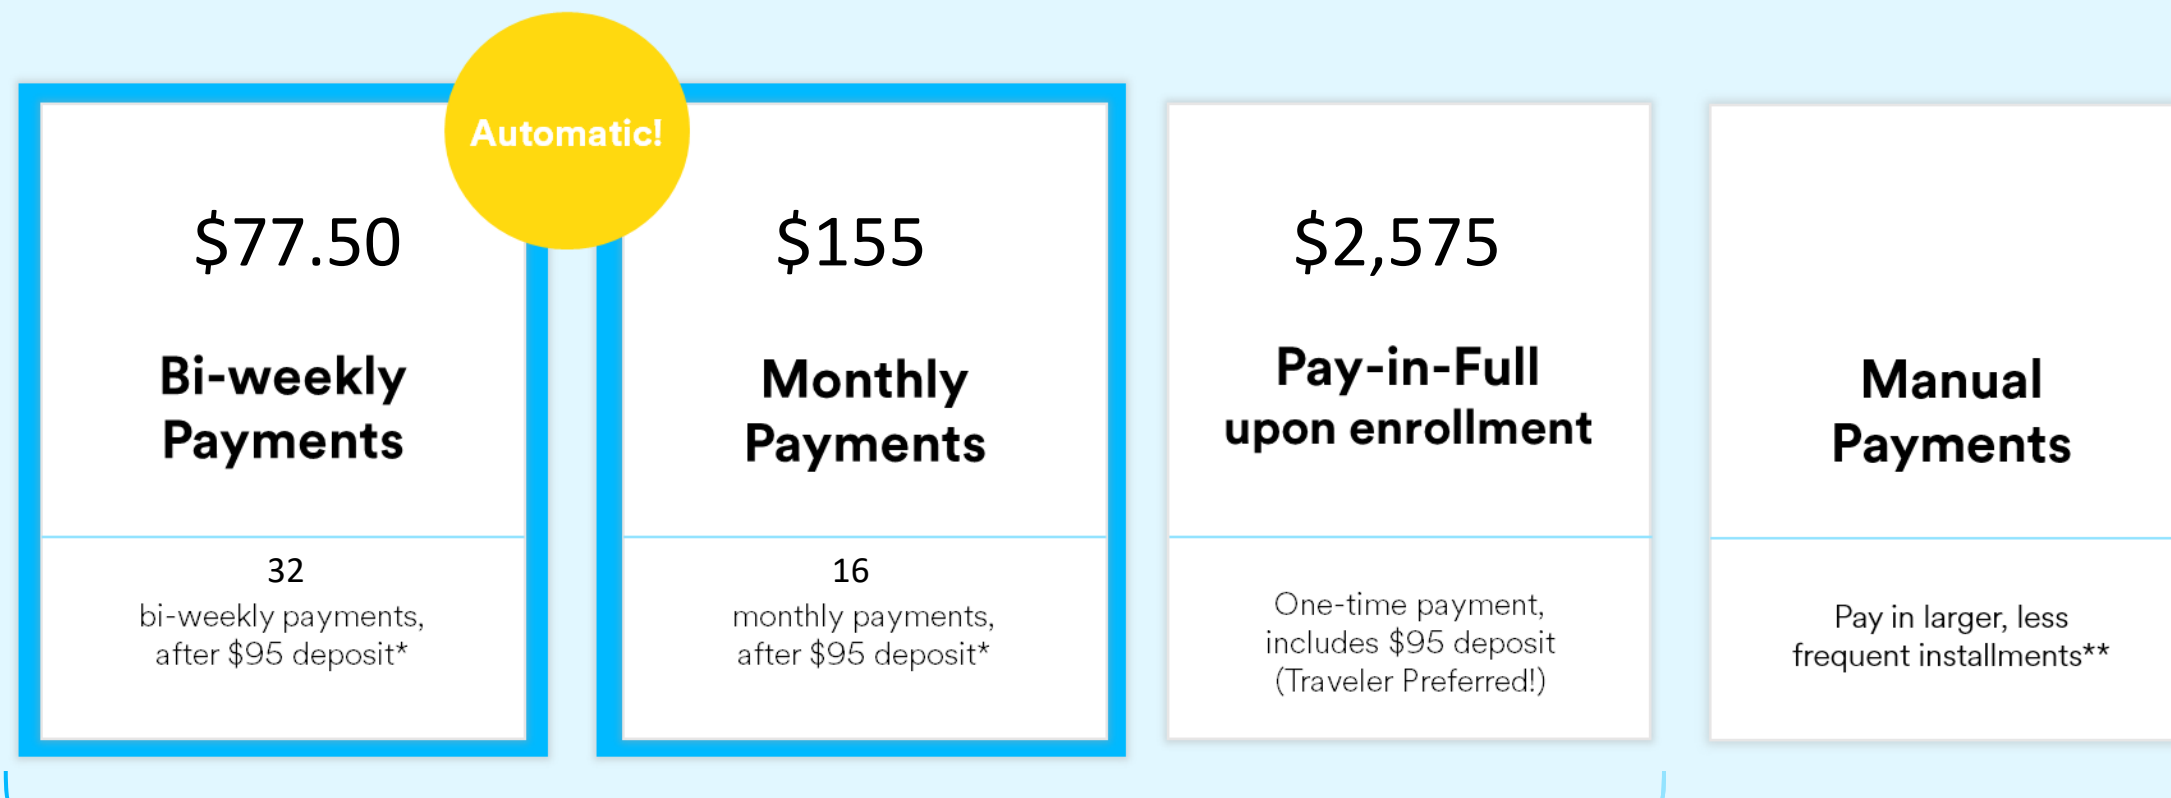 Automatic!
$77.50
Bi-weekly
Payments
32
bi-weekly payments,
after $95 deposit*
$155
Monthly
Payments
16
monthly payments,
after $95 deposit*
$2,575
Pay-in-Full
upon enrollment
One-time payment,
includes $95 deposit
(Traveler Preferred!)
Manual
Payments
Pay in larger, less
frequent installments**